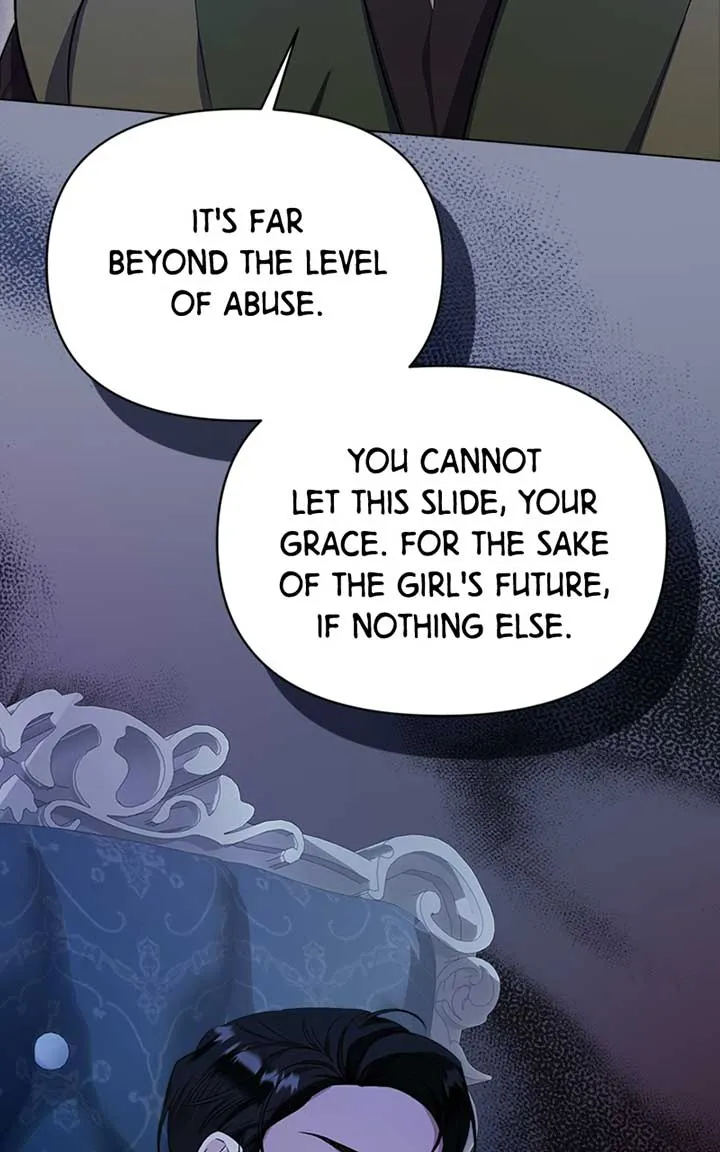 IT'S FAR
BEYOND THE LEVEL
OF ABUSE.
YOU CANNOT
LET THIS SLIDE, YOUR
GRACE. FOR THE SAKE
OF THE GIRL'S FUTURE,
IF NOTHING ELSE.